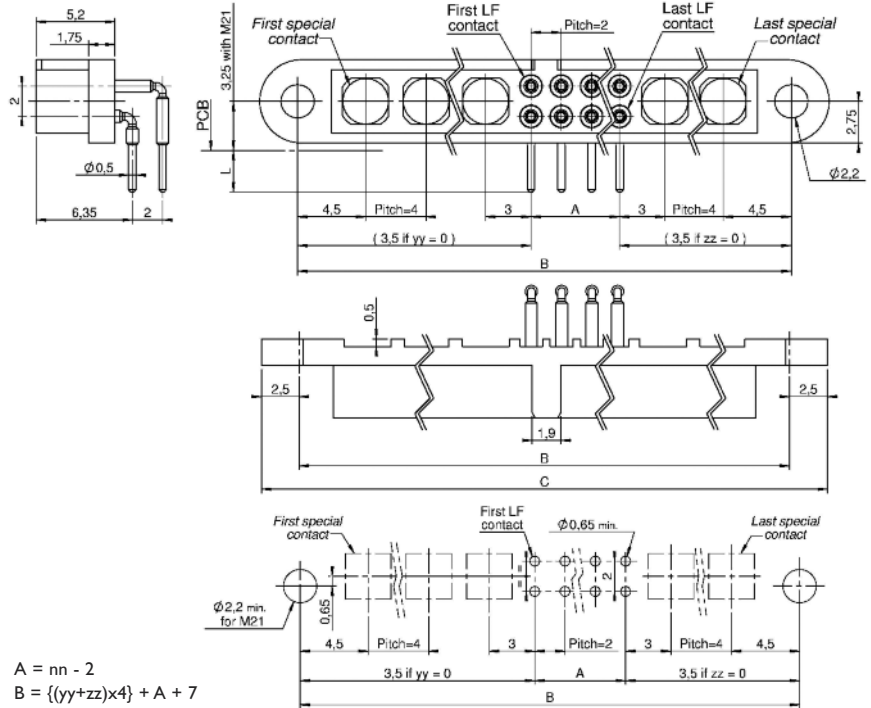 5,2
1,75
2
Φ0,5
6,35
2
PCB
3,25 with M21
L
First special
contact
First LF
contact
Pitch=2
Last LF
contact
Last special
contact
2,75
Φ2,2
4,5
Pitch=4
3
A
3
Pitch=4
4,5
( 3,5 if yy = 0 )
( 3,5 if zz = 0 )
B
0,5
2,5
1,9
2,5
B
C
First special
contact
First LF
contact
Φ0,65 min.
Last special
contact
=
=
2
Φ2,2 min.
for M21
0,65
4,5
Pitch=4
3
Pitch=2
3
Pitch=4
4,5
3,5 if yy = 0
A
3,5 if zz = 0
B
A = nn - 2
B = {(yy+zz)x4} + A + 7